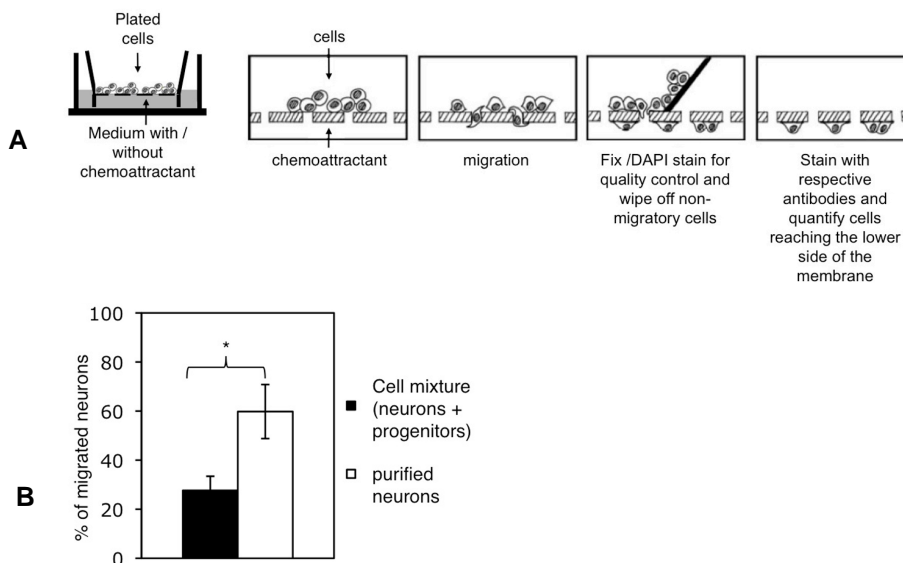 Plated
cells
Medium with /
without
chemoattractant
A
cells
chemoattractant
migration
Fix /DAPI stain for
quality control and
wipe off non-
migratory cells
Stain with
respective
antibodies and
quantify cells
reaching the lower
side of the
membrane
B
% of migrated neurons
100
80
60
40
20
0
*
Cell mixture
(neurons +
progenitors)
purified
neurons